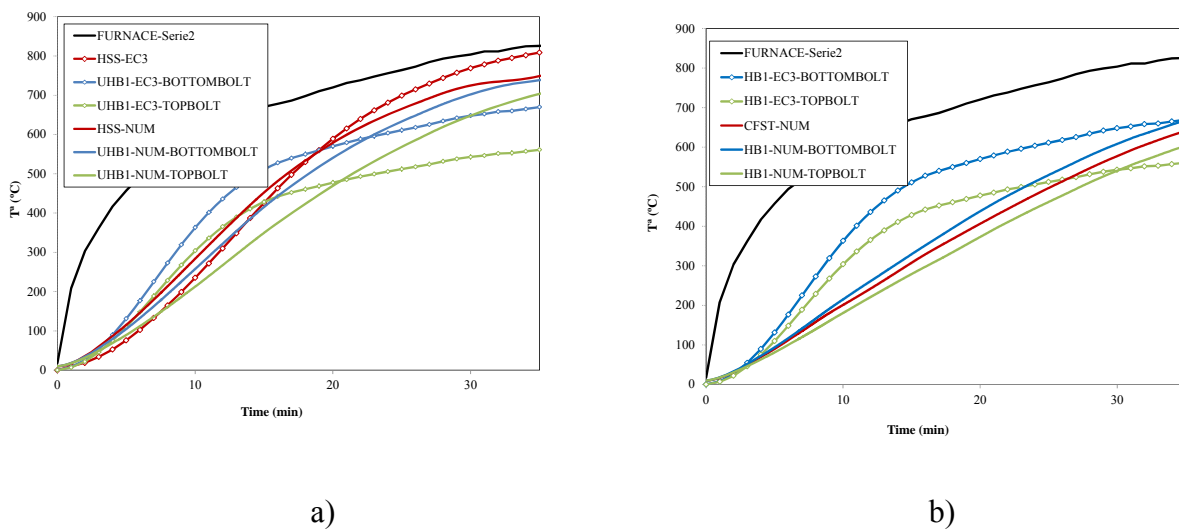 900
800
700
600
500
400
300
200
100
0
Tª (ºC)
FURNACE-Serie2
HSS-EC3
UHB1-EC3-BOTTOMBOLT
UHB1-EC3-TOPBOLT
HSS-NUM
UHB1-NUM-BOTTOMBOLT
UHB1-NUM-TOPBOLT
0 10 20 30
Time (min)
a)
900
800
700
600
500
400
300
200
100
0
Tª (ºC)
FURNACE-Serie2
HB1-EC3-BOTTOMBOLT
HB1-EC3-TOPBOLT
CFST-NUM
HB1-NUM-BOTTOMBOLT
HB1-NUM-TOPBOLT
0 10 20 30
Time (min)
b)